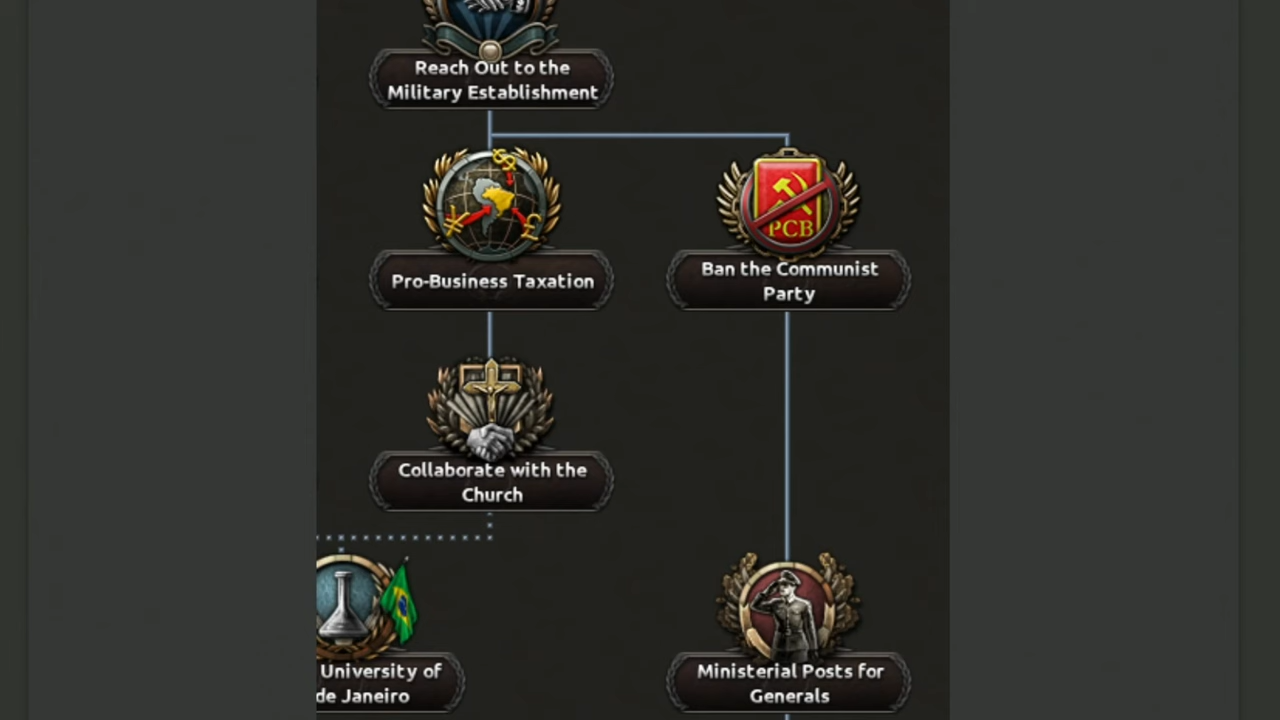 Reach Out to the
Military Establishment
$
¥
£
Pro-Business Taxation
PCB
Ban the Communist
Party
Collaborate with the
Church
University of
de Janeiro
Ministerial Posts for
Generals